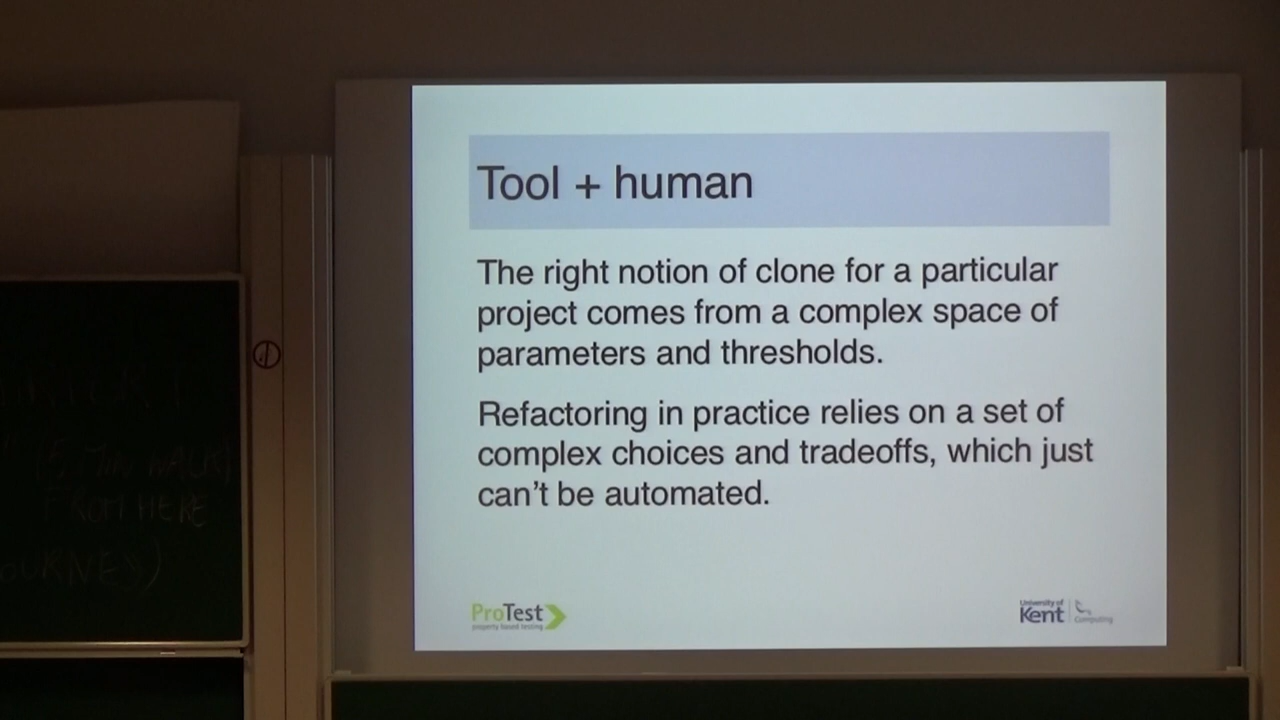 Tool + human
The right notion of clone for a particular
project comes from a complex space of
parameters and thresholds.
Refactoring in practice relies on a set of
complex choices and tradeoffs, which just
can't be automated.
ProTest
property based testing
University of
Kent
Computing
FROM HERE